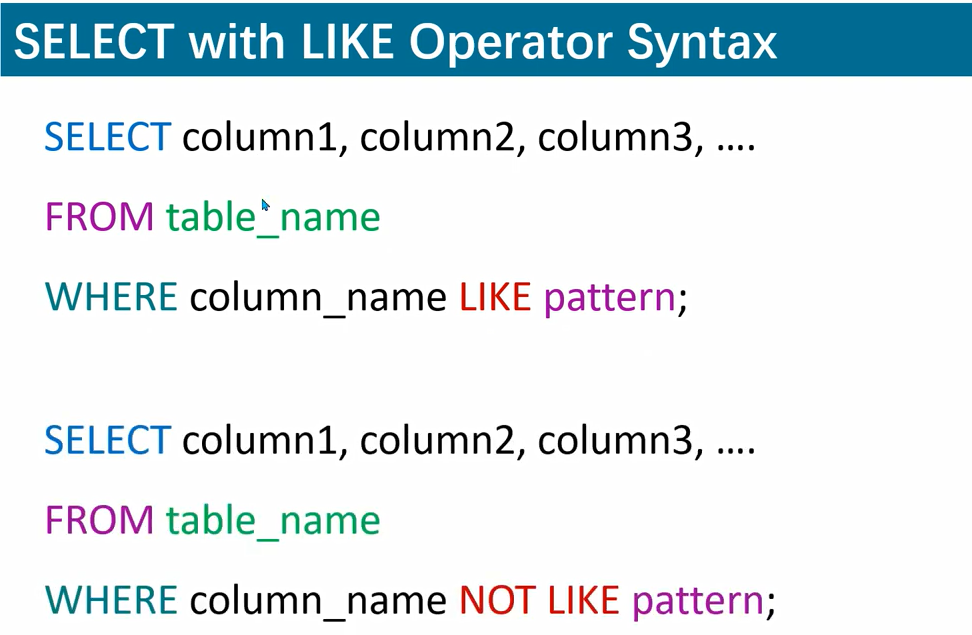 SELECT with LIKE Operator Syntax
SELECT column1, column2, column3, ....
FROM table_name
WHERE column_name LIKE pattern;
SELECT column1, column2, column3, ....
FROM table_name
WHERE column_name NOT LIKE pattern;